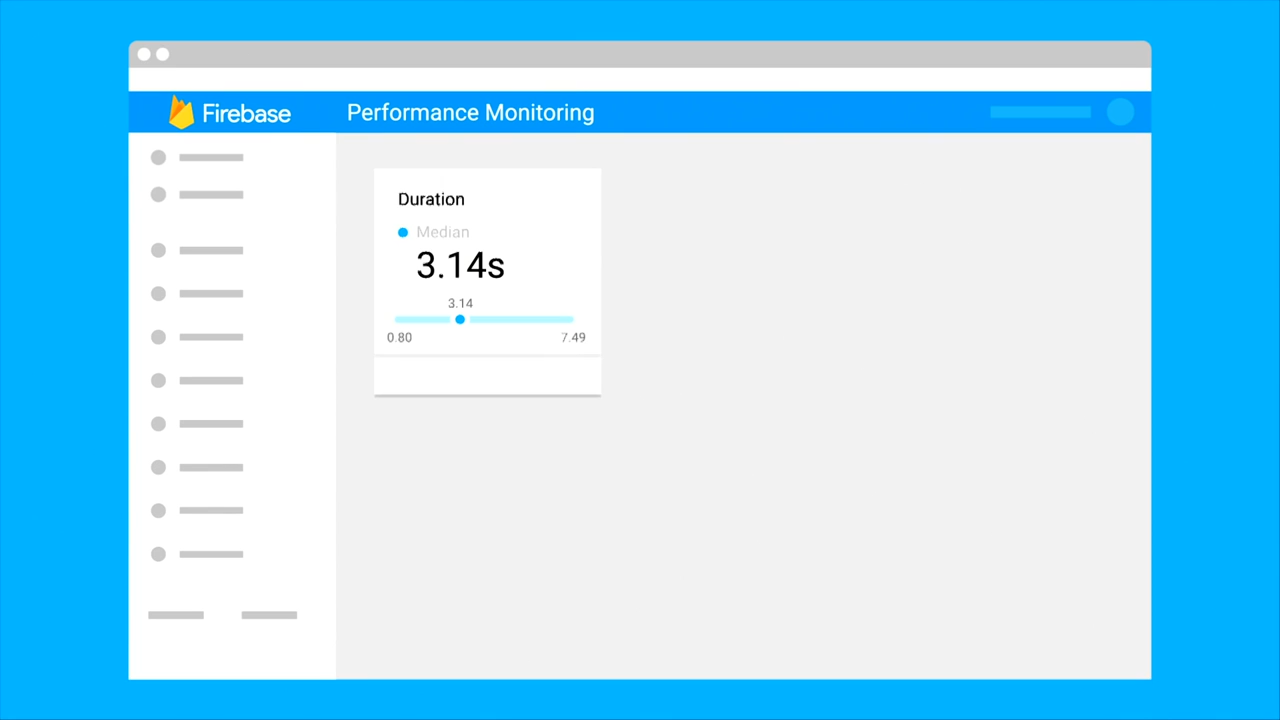 Firebase
Performance Monitoring
Duration
Median
3.14s
3.14
0.80
7.49